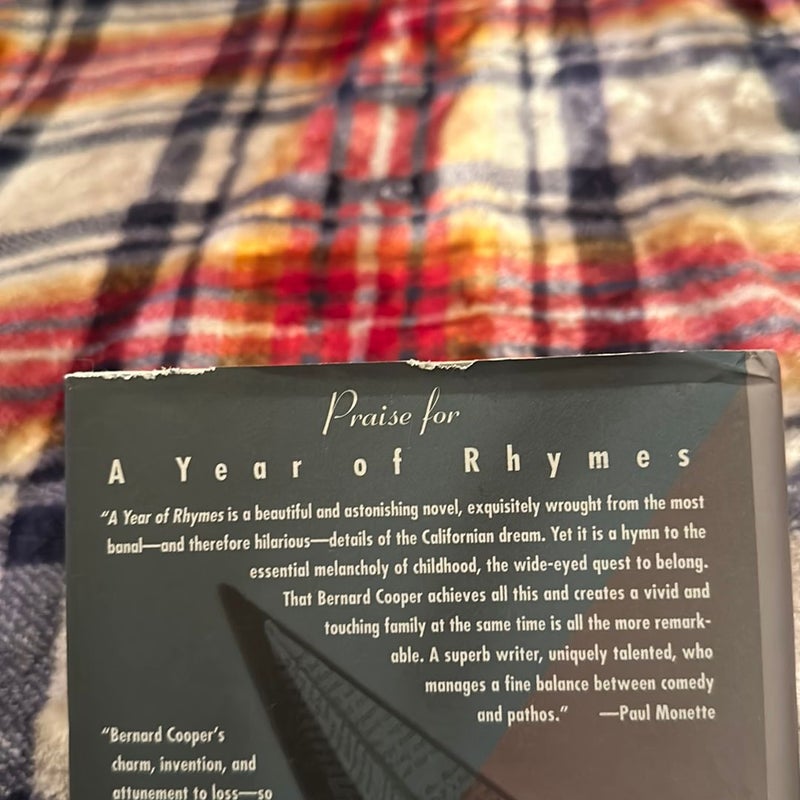 Praise for
A Year of Rhymes
“A Year of Rhymes is a beautiful and astonishing novel, exquisitely wrought from the most
banal—and therefore hilarious—details of the Californian dream. Yet it is a hymn to the
essential melancholy of childhood, the wide-eyed quest to belong.
That Bernard Cooper achieves all this and creates a vivid and
touching family at the same time is all the more remark-
able. A superb writer, uniquely talented, who
manages a fine balance between comedy
and pathos.” —Paul Monette
“Bernard Cooper’s
charm, invention, and
attunement to loss—so